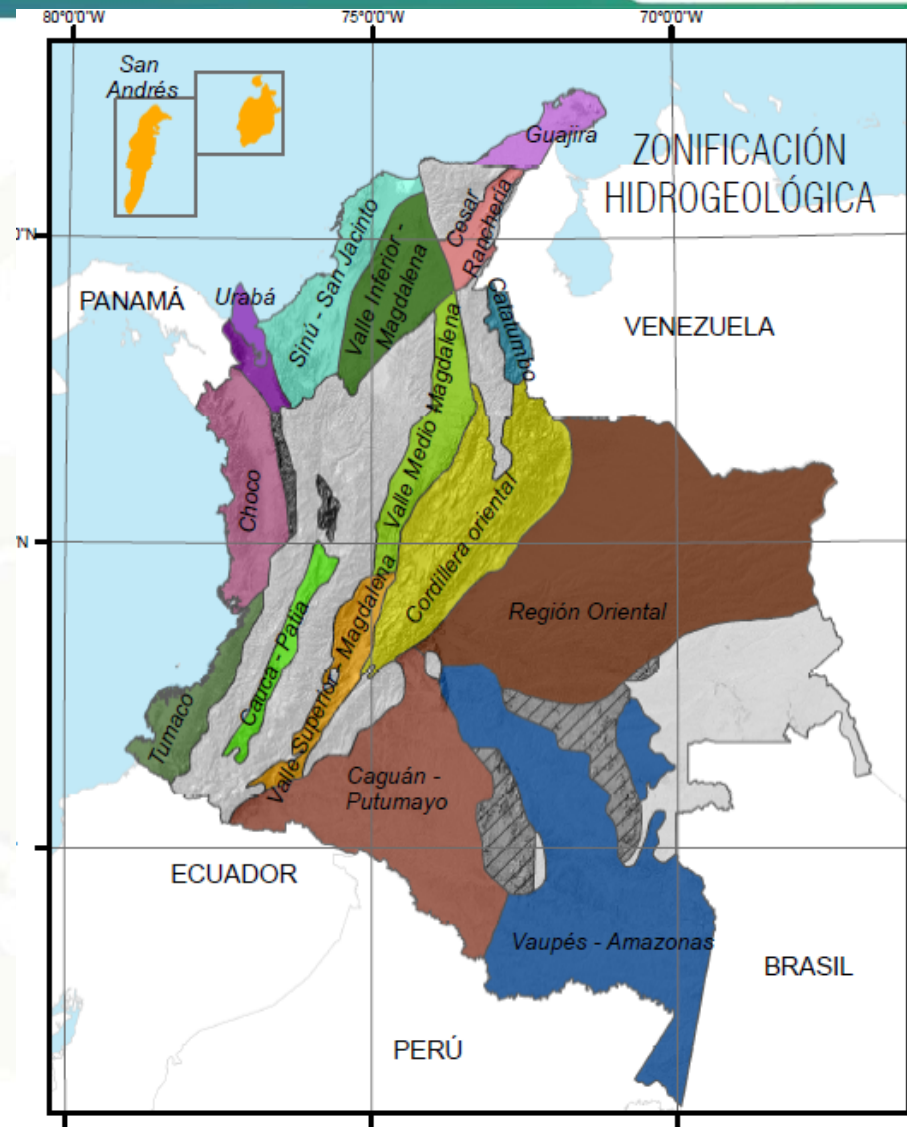 80°0'0"W
75°0'0"W
70°0'0"W
San
Andrés
Guajira
ZONIFICACIÓN
HIDROGEOLÓGICA
Cesar
Ranchería
0"N
Sinú - San Jacinto
Valle Inferior -
Magdalena
PANAMÁ
Urabá
Catatumbo
VENEZUELA
Valle Medio Magdalena
Choco
Cordillera oriental
"N
Región Oriental
Cauca - Patia
Valle Superior - Magdalena
Tumaco
Caguán -
Putumayo
ECUADOR
Vaupés - Amazonas
BRASIL
PERÚ